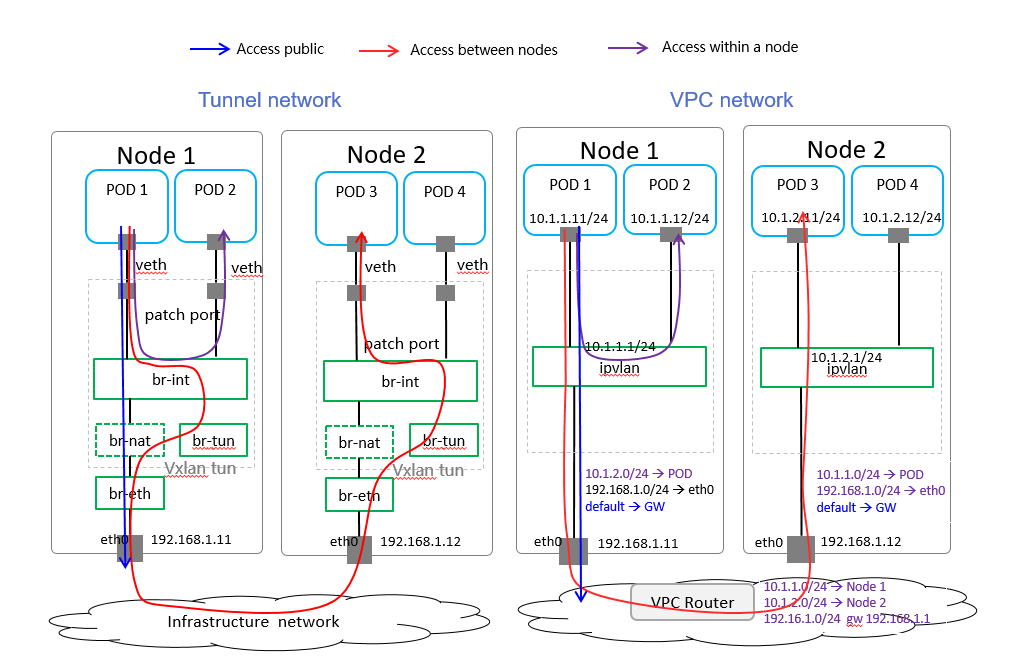 Access public
Access between nodes
Access within a node
Tunnel network
VPC network
Node 1
POD 1
POD 2
veth
veth
patch port
br-int
br-nat
br-tun
Vxlan tun
br-eth
eth0
192.168.1.11
Node 2
POD 3
POD 4
veth
veth
patch port
br-int
br-nat
br-tun
Vxlan tun
br-eth
eth0
192.168.1.12
Infrastructure network
Node 1
POD 1
10.1.1.11/24
POD 2
10.1.1.12/24
10.1.1.1/24
ipvlan
10.1.2.0/24 → POD
192.168.1.0/24 → eth0
default → GW
eth0
192.168.1.11
Node 2
POD 3
10.1.2.11/24
POD 4
10.1.2.12/24
10.1.2.1/24
ipvlan
10.1.1.0/24 → POD
192.168.1.0/24 → eth0
default → GW
eth0
192.168.1.12
VPC Router
10.1.1.0/24 → Node 1
10.1.2.0/24 → Node 2
192.16.1.0/24 gw 192.168.1.1